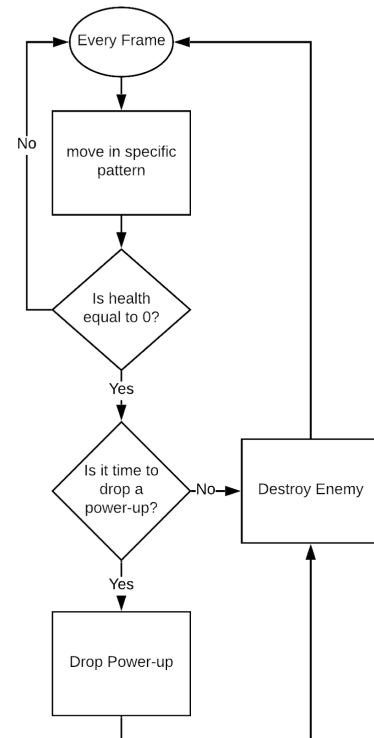 Every Frame
No
move in specific
pattern
Is health
equal to 0?
Yes
Is it time to
drop a
power-up?
No
Destroy Enemy
Yes
Drop Power-up